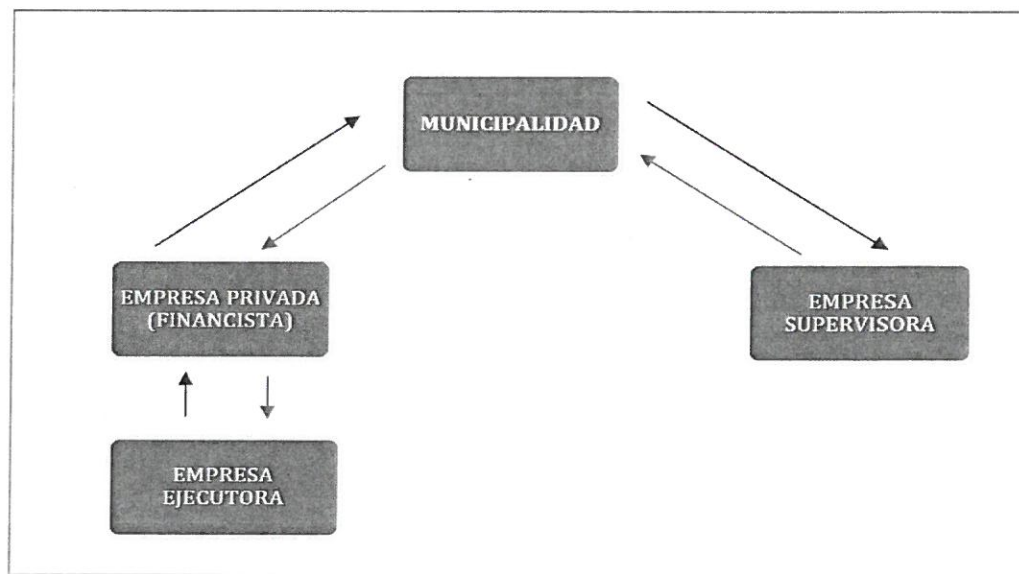 MUNICIPALIDAD
EMPRESA PRIVADA
(FINANCISTA)
EMPRESA
SUPERVISORA
EMPRESA
EJECUTORA